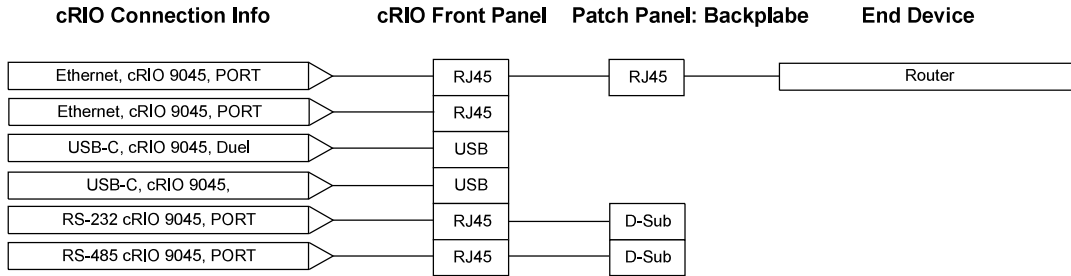 cRIO Connection Info cRIO Front Panel Patch Panel: Backplabe End Device
Ethernet, cRIO 9045, PORT RJ45 RJ45 Router
Ethernet, cRIO 9045, PORT RJ45
USB-C, cRIO 9045, Duel USB
USB-C, cRIO 9045, USB
RS-232 cRIO 9045, PORT RJ45 D-Sub
RS-485 cRIO 9045, PORT RJ45 D-Sub